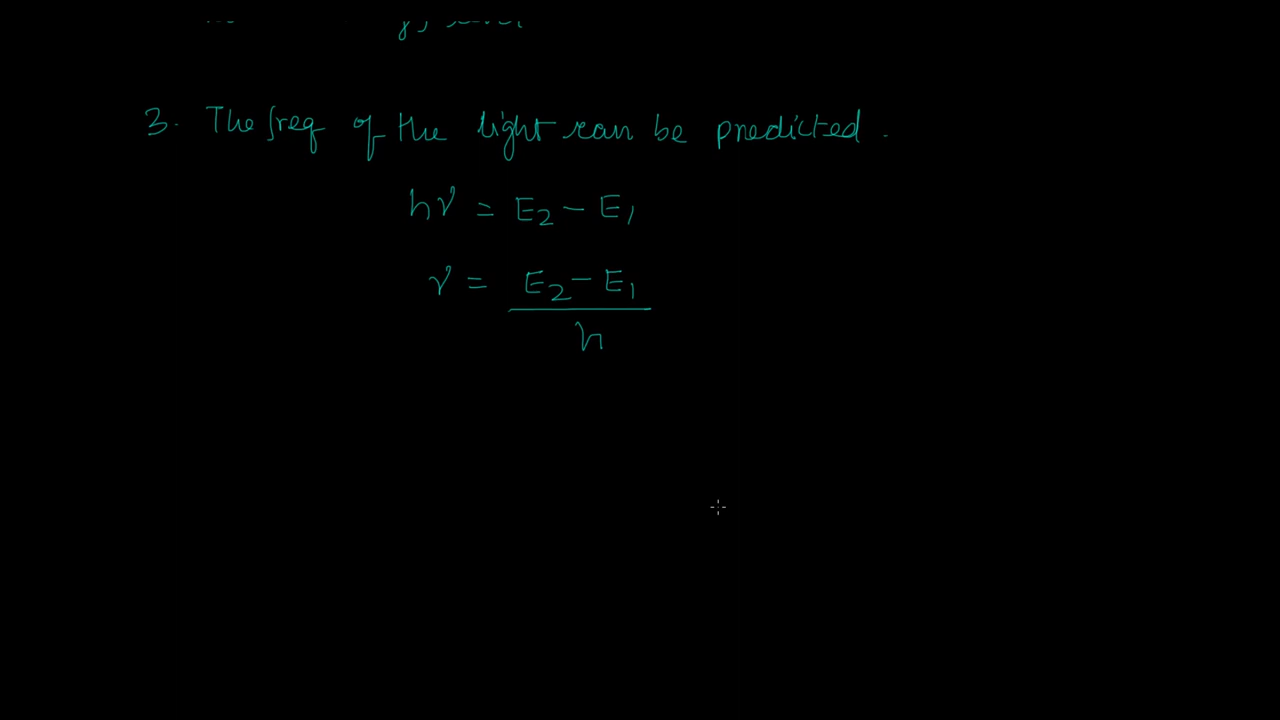 3. The freq of the light can be predicted.
hν = E₂ − E₁
ν = E₂ − E₁
h